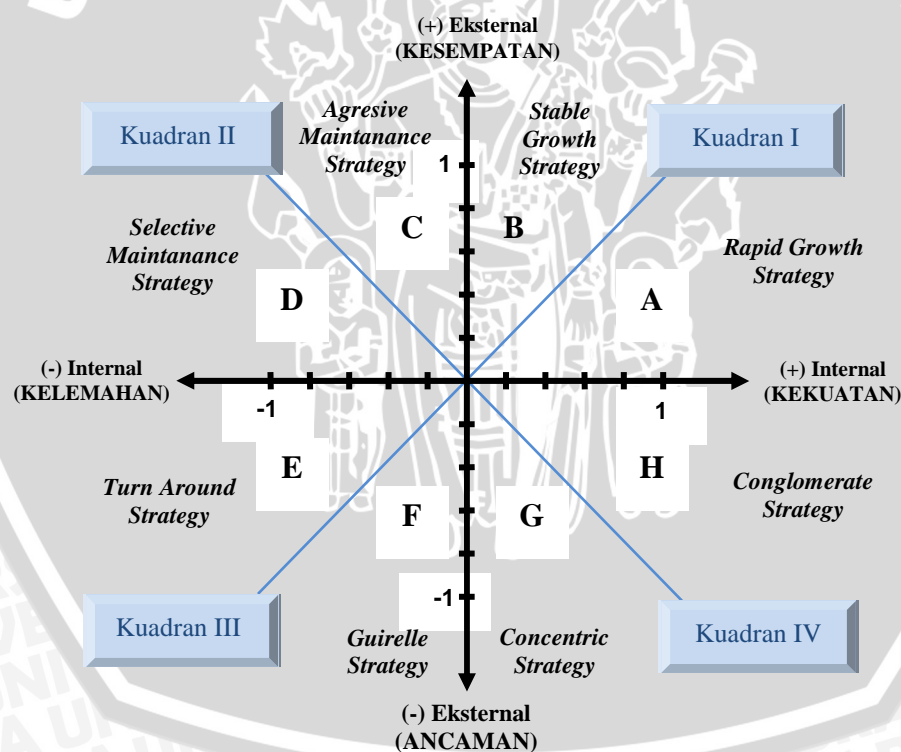 (+) Eksternal
(KESEMPATAN)
Kuadran II
Agresive
Maintanance
Strategy
Stable
Growth
Strategy
Kuadran I
1
C
B
Selective
Maintanance
Strategy
Rapid Growth
Strategy
D
A
(-) Internal
(KELEMAHAN)
(+) Internal
(KEKUATAN)
-1
1
E
H
Turn Around
Strategy
Conglomerate
Strategy
F
G
-1
Kuadran III
Guirelle
Strategy
Concentric
Strategy
Kuadran IV
(-) Eksternal
(ANCAMAN)